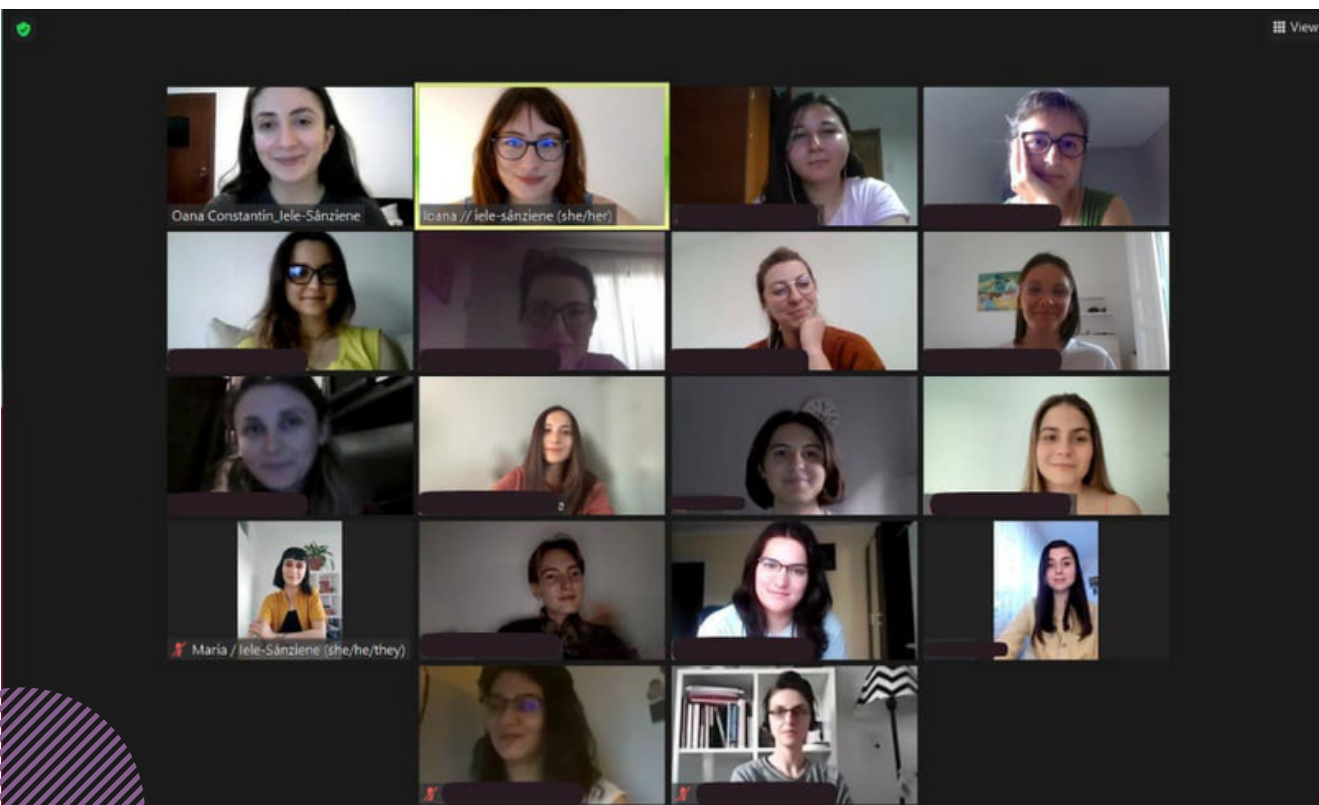 View
Oana Constantin_Iele-Sânziene
Ioana // iele-sânziene (she/her)
Maria / Iele-Sânziene (she/he/they)